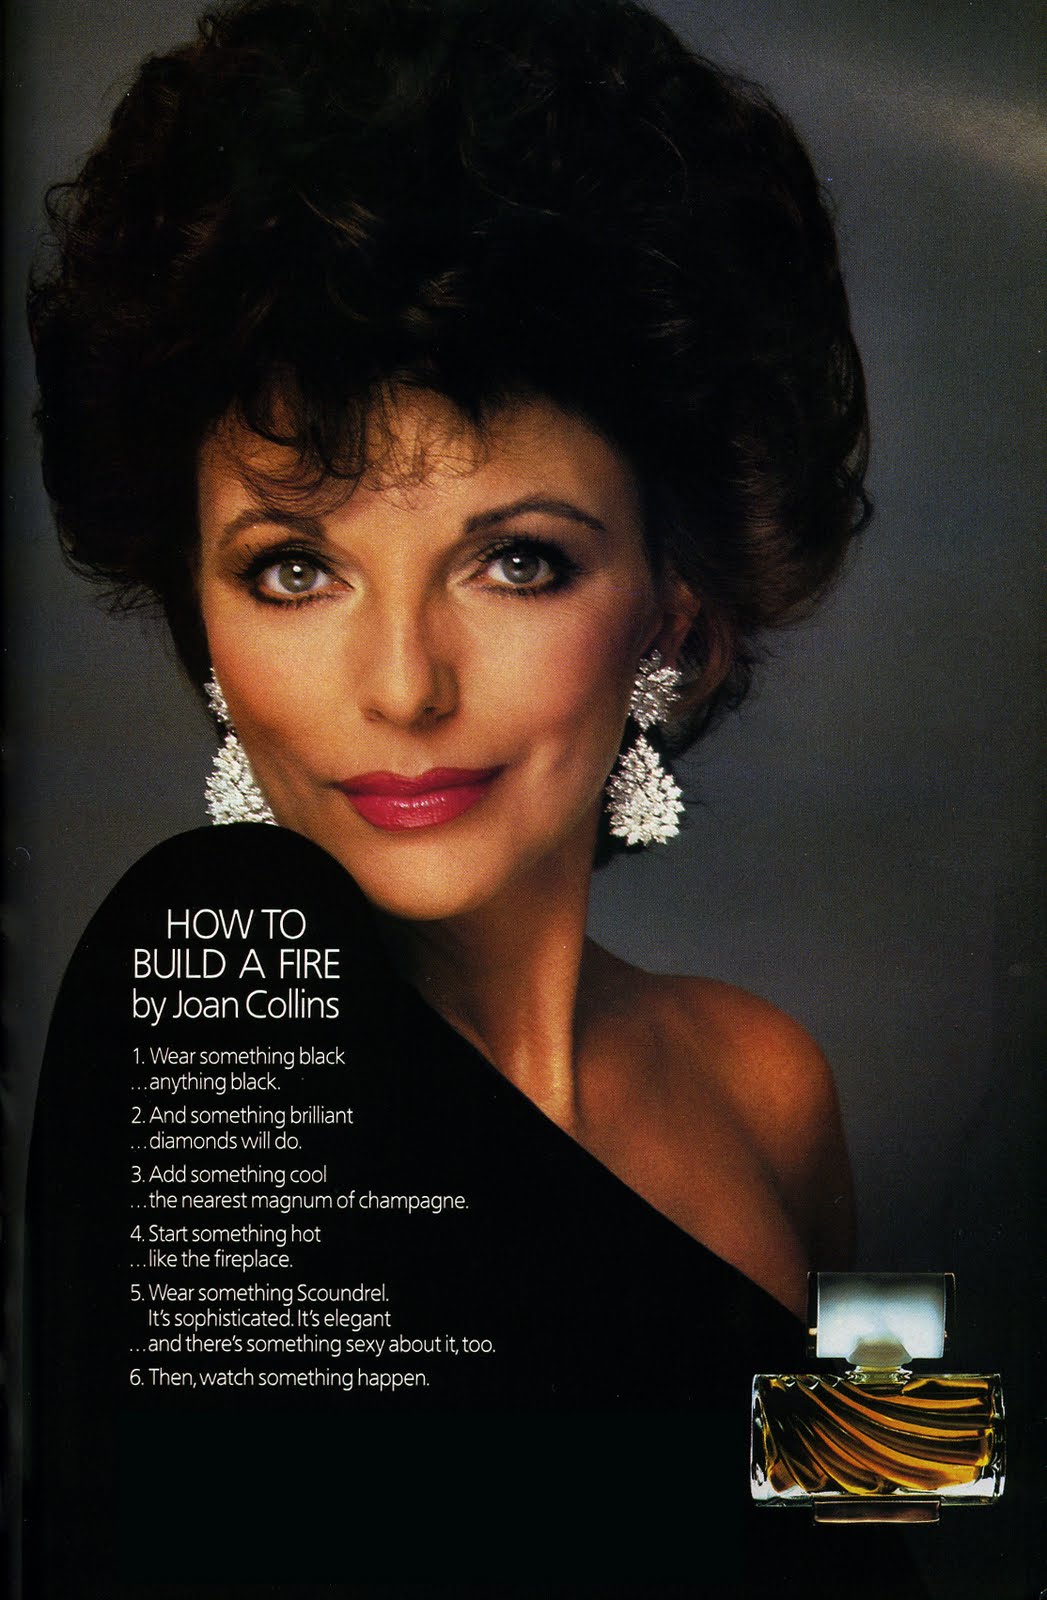 HOW TO
BUILD A FIRE
by Joan Collins
1. Wear something black
...anything black.
2. And something brilliant
...diamonds will do.
3. Add something cool
...the nearest magnum of champagne.
4. Start something hot
...like the fireplace.
5. Wear something Scoundrel.
It's sophisticated. It's elegant
...and there's something sexy about it, too.
6. Then, watch something happen.